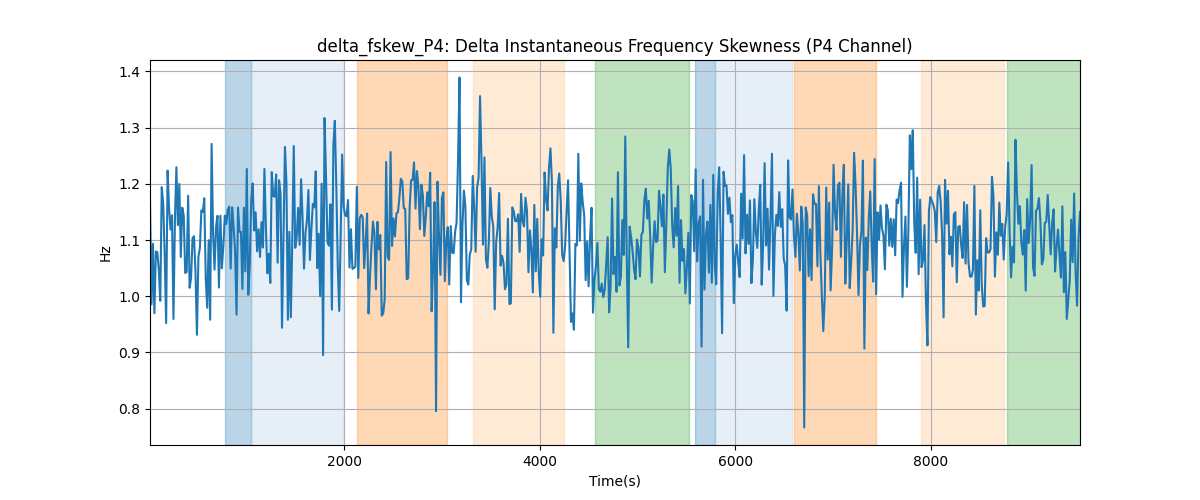 delta_fskew_P4: Delta Instantaneous Frequency Skewness (P4 Channel)
1.4
1.3
1.2
1.1
1.0
0.9
0.8
Hz
2000 4000 6000 8000
Time(s)